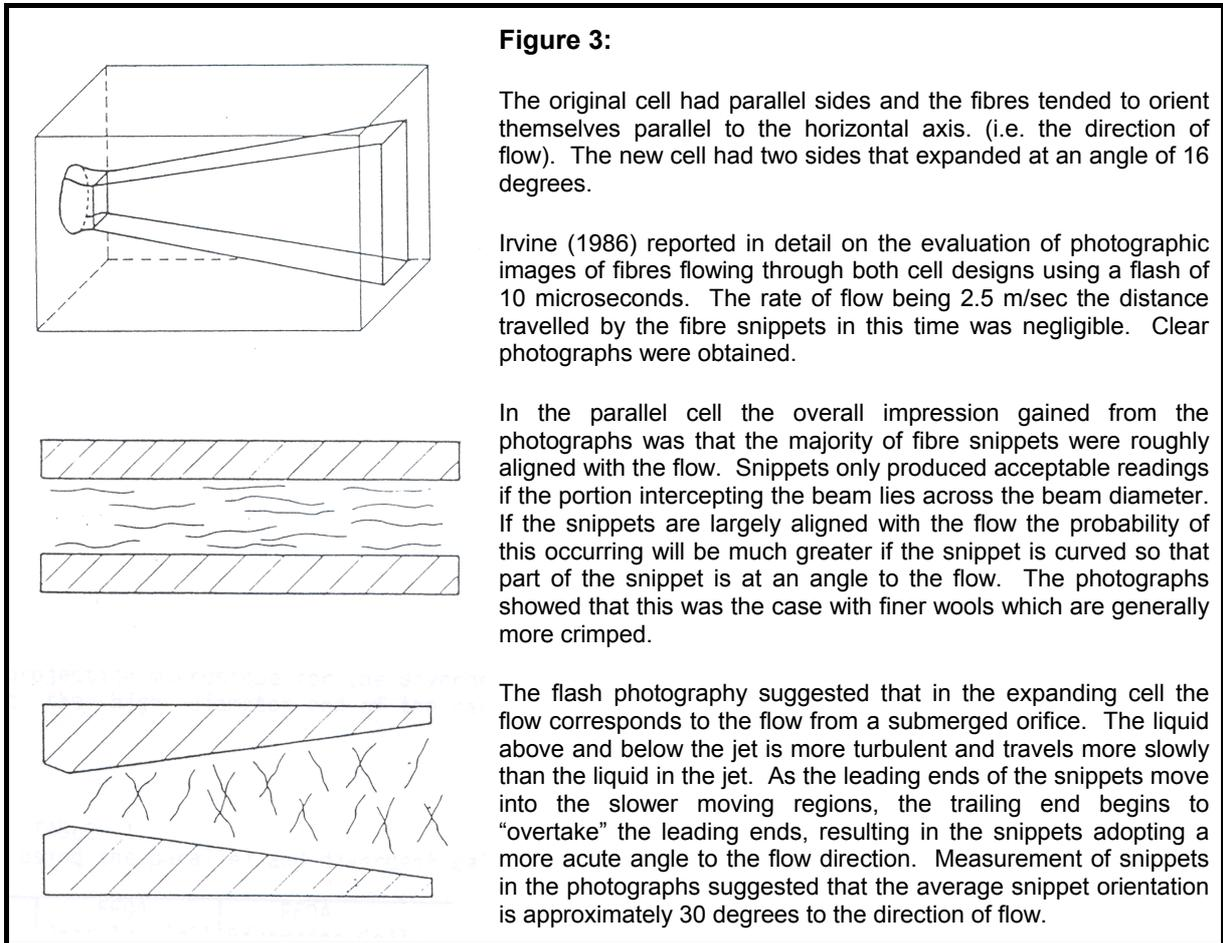 Figure 3:
The original cell had parallel sides and the fibres tended to orient
themselves parallel to the horizontal axis. (i.e. the direction of
flow). The new cell had two sides that expanded at an angle of 16
degrees.
Irvine (1986) reported in detail on the evaluation of photographic
images of fibres flowing through both cell designs using a flash of
10 microseconds. The rate of flow being 2.5 m/sec the distance
travelled by the fibre snippets in this time was negligible. Clear
photographs were obtained.
In the parallel cell the overall impression gained from the
photographs was that the majority of fibre snippets were roughly
aligned with the flow. Snippets only produced acceptable readings
if the portion intercepting the beam lies across the beam diameter.
If the snippets are largely aligned with the flow the probability of
this occurring will be much greater if the snippet is curved so that
part of the snippet is at an angle to the flow. The photographs
showed that this was the case with finer wools which are generally
more crimped.
The flash photography suggested that in the expanding cell the
flow corresponds to the flow from a submerged orifice. The liquid
above and below the jet is more turbulent and travels more slowly
than the liquid in the jet. As the leading ends of the snippets move
into the slower moving regions, the trailing end begins to
“overtake” the leading ends, resulting in the snippets adopting a
more acute angle to the flow direction. Measurement of snippets
in the photographs suggested that the average snippet orientation
is approximately 30 degrees to the direction of flow.